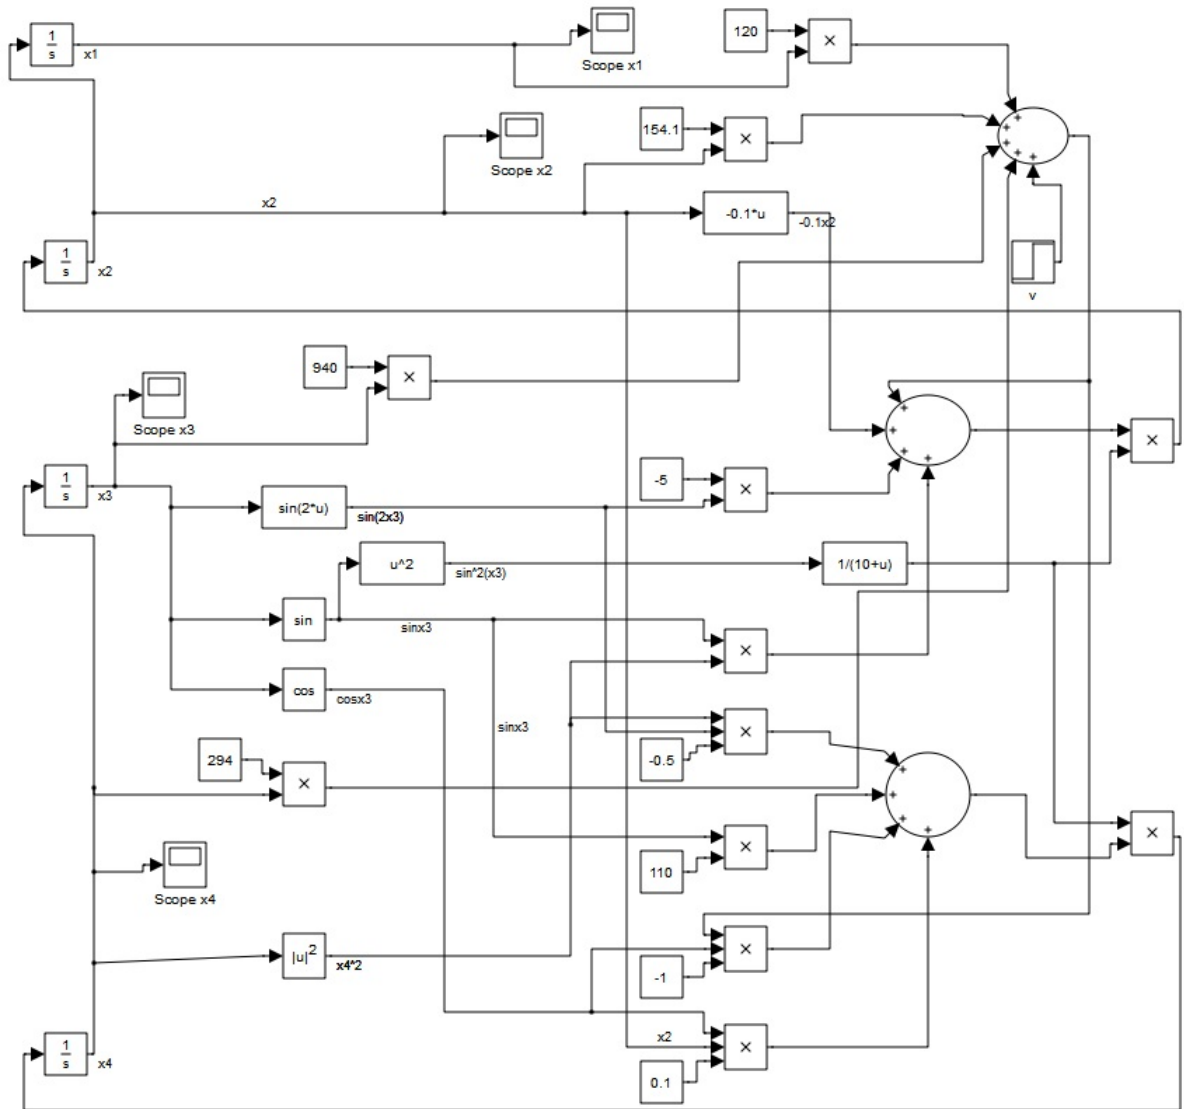 1
s
x1
Scope x1
120
×
154.1
×
Scope x2
x2
-0.1*u
-0.1x2
1
s
x2
v
940
×
Scope x3
1
s
x3
-5
×
×
sin(2*u)
sin(2x3)
u^2
sin^2(x3)
1/(10+u)
sin
sinx3
×
cos
cosx3
sinx3
×
-0.5
294
×
×
110
×
Scope x4
|u|2
x4^2
×
-1
1
s
x4
x2
×
0.1
+
+
+
+
+
+
+
+
+
+
+
+
+